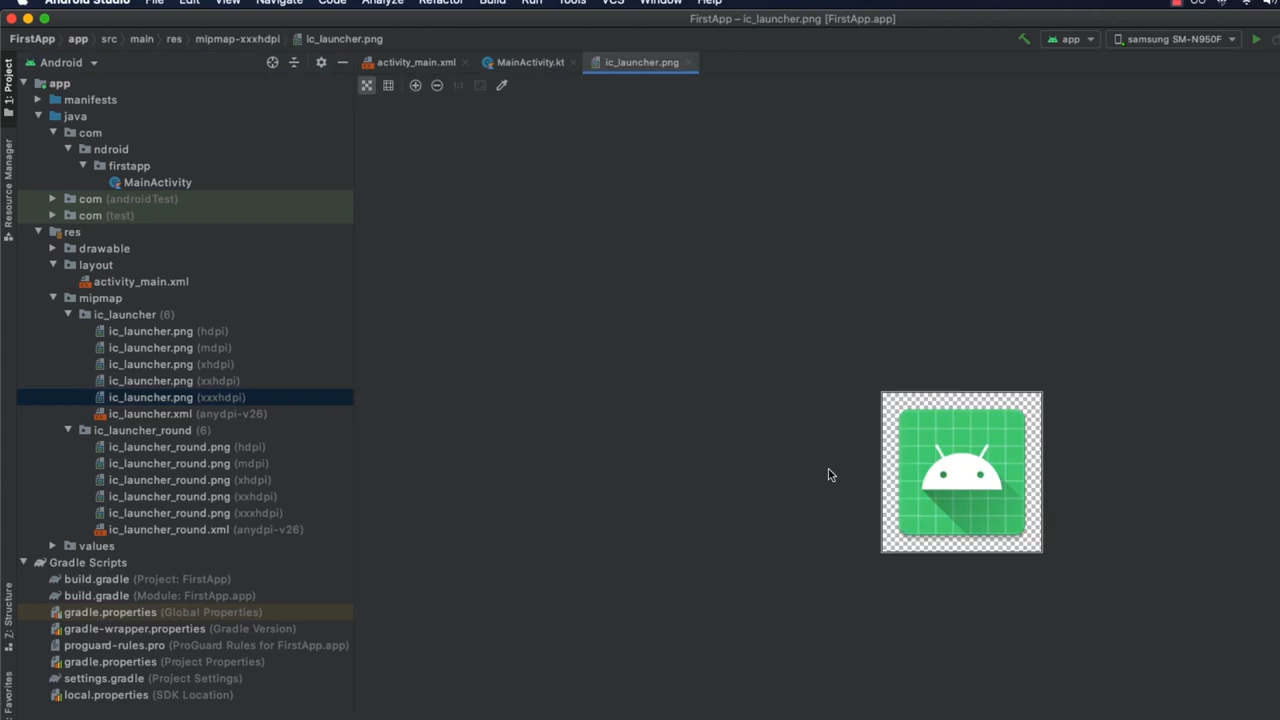 Android Studio File Edit View Navigate Code Analyze Refactor Build Run Tools VCS Window Help
FirstApp – ic_launcher.png [FirstApp.app]
FirstApp app src main res mipmap-xxxhdpi ic_launcher.png
app samsung SM-N950F
Android
activity_main.xml MainActivity.kt ic_launcher.png
1: Project
Resource Manager
Z: Structure
Favorites
1:1
app
manifests
java
com
ndroid
firstapp
MainActivity
com (androidTest)
com (test)
res
drawable
layout
activity_main.xml
mipmap
ic_launcher (6)
ic_launcher.png (hdpi)
ic_launcher.png (mdpi)
ic_launcher.png (xhdpi)
ic_launcher.png (xxhdpi)
ic_launcher.png (xxxhdpi)
ic_launcher.xml (anydpi-v26)
ic_launcher_round (6)
ic_launcher_round.png (hdpi)
ic_launcher_round.png (mdpi)
ic_launcher_round.png (xhdpi)
ic_launcher_round.png (xxhdpi)
ic_launcher_round.png (xxxhdpi)
ic_launcher_round.xml (anydpi-v26)
values
Gradle Scripts
build.gradle (Project: FirstApp)
build.gradle (Module: FirstApp.app)
gradle.properties (Global Properties)
gradle-wrapper.properties (Gradle Version)
proguard-rules.pro (ProGuard Rules for FirstApp.app)
gradle.properties (Project Properties)
settings.gradle (Project Settings)
local.properties (SDK Location)